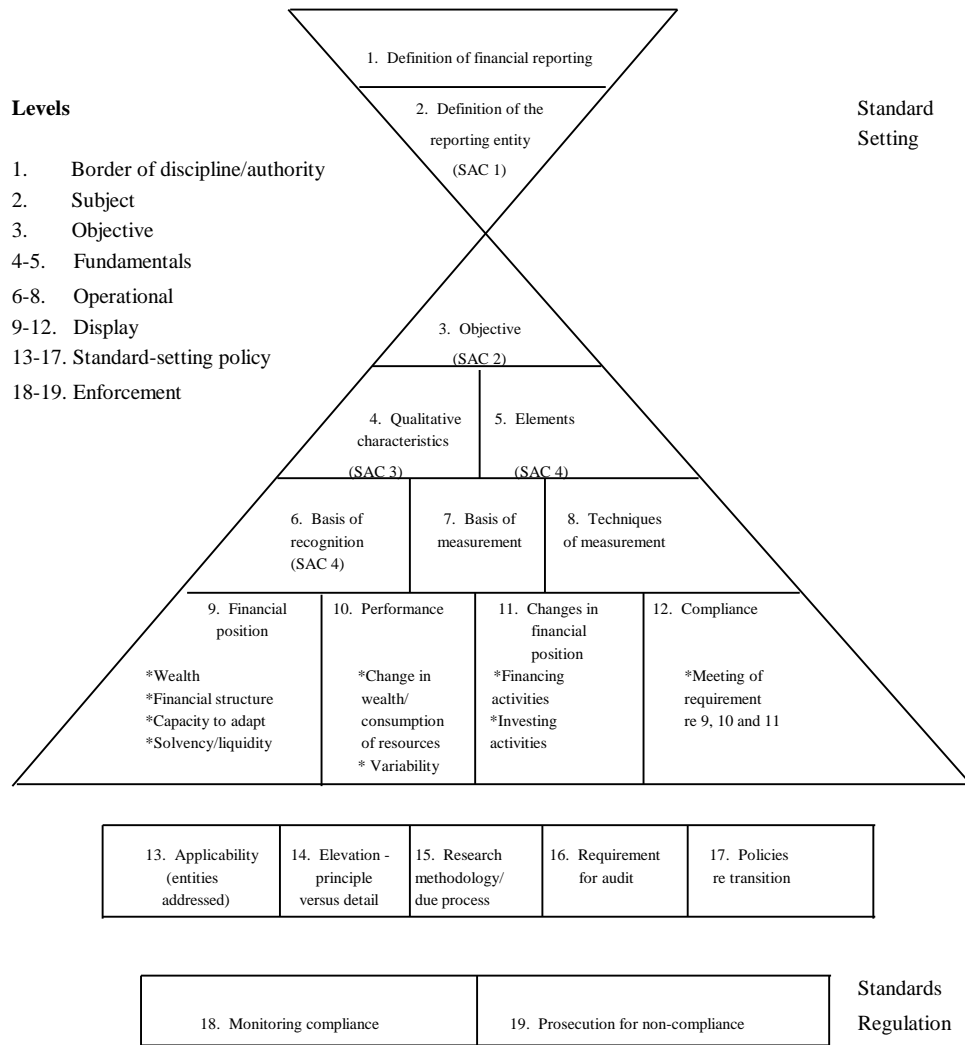 1. Definition of financial reporting
Levels
2. Definition of the
reporting entity
(SAC 1)
Standard
Setting
1. Border of discipline/authority
2. Subject
3. Objective
4-5. Fundamentals
6-8. Operational
9-12. Display
13-17. Standard-setting policy
18-19. Enforcement
3. Objective
(SAC 2)
4. Qualitative
characteristics
(SAC 3)
5. Elements
(SAC 4)
6. Basis of
recognition
(SAC 4)
7. Basis of
measurement
8. Techniques
of measurement
9. Financial
position
*Wealth
*Financial structure
*Capacity to adapt
*Solvency/liquidity
10. Performance
*Change in
wealth/
consumption
of resources
* Variability
11. Changes in
financial
position
*Financing
activities
*Investing
activities
12. Compliance
*Meeting of
requirement
re 9, 10 and 11
13. Applicability
(entities
addressed)
14. Elevation -
principle
versus detail
15. Research
methodology/
due process
16. Requirement
for audit
17. Policies
re transition
18. Monitoring compliance
19. Prosecution for non-compliance
Standards
Regulation